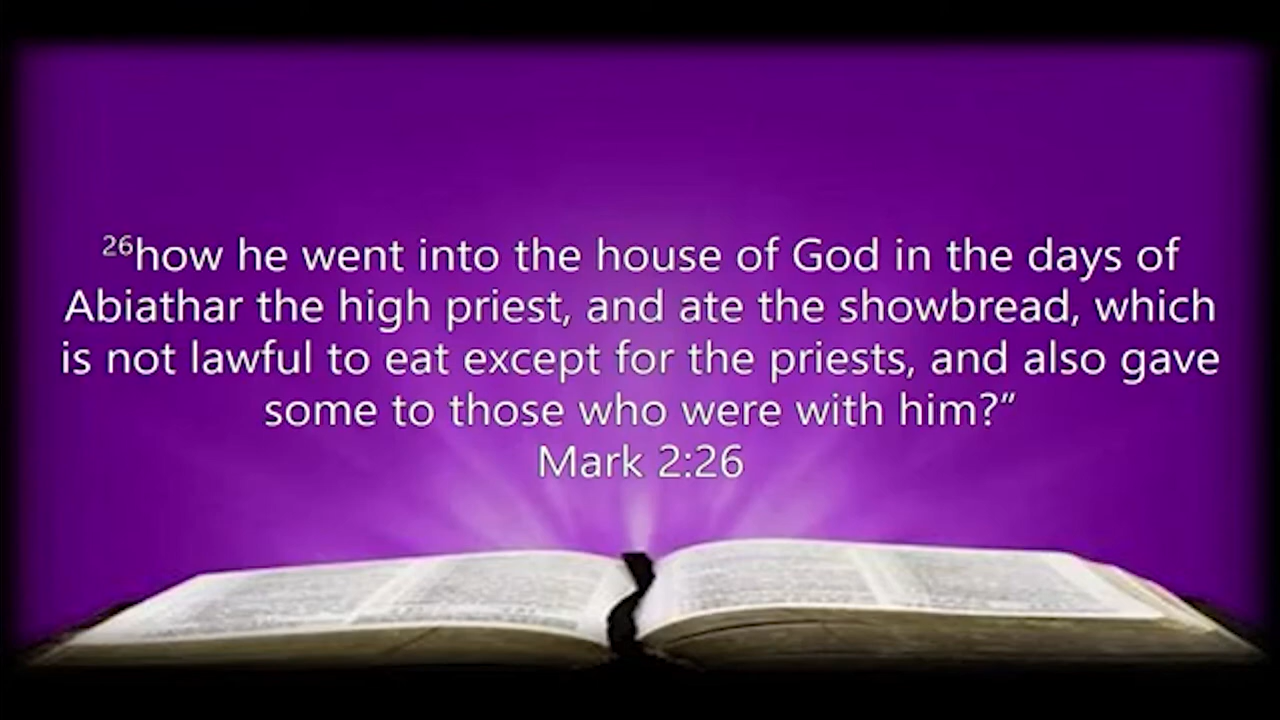 26how he went into the house of God in the days of
Abiathar the high priest, and ate the showbread, which
is not lawful to eat except for the priests, and also gave
some to those who were with him?”
Mark 2:26